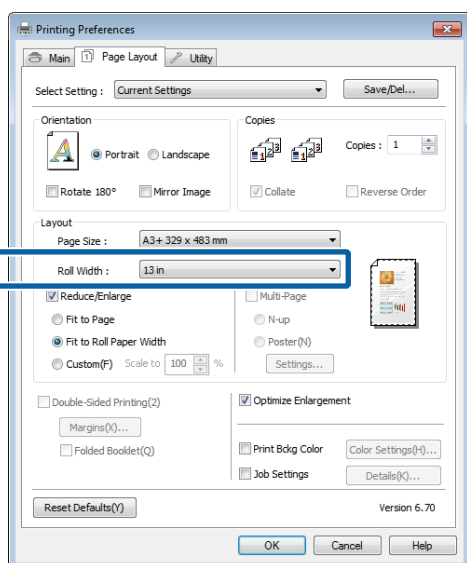 Printing Preferences
Main Page Layout Utility
Select Setting : Current Settings Save/Del...
Orientation
Portrait Landscape
Rotate 180° Mirror Image
Copies
Copies : 1
Collate Reverse Order
Layout
Page Size : A3+ 329 x 483 mm
Roll Width : 13 in
Reduce/Enlarge
Fit to Page
Fit to Roll Paper Width
Custom(F) Scale to 100 %
Multi-Page
N-up
Poster(N)
Settings...
Double-Sided Printing(2)
Margins(X)...
Folded Booklet(Q)
Optimize Enlargement
Print Bckg Color Color Settings(H)...
Job Settings Details(K)...
Reset Defaults(Y) Version 6.70
OK Cancel Help